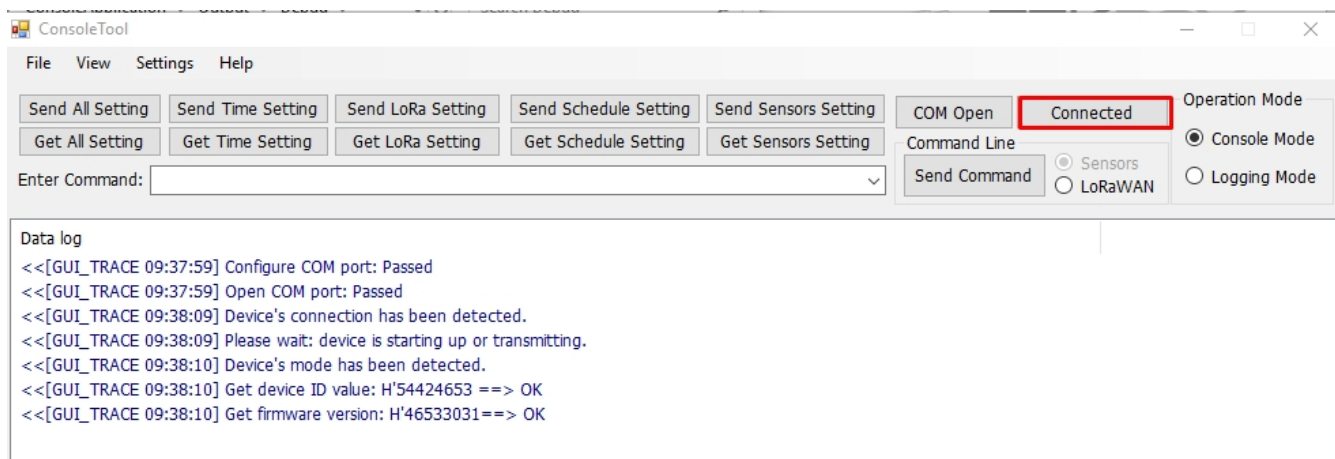 ConsoleTool
File View Settings Help
Send All Setting Send Time Setting Send LoRa Setting Send Schedule Setting Send Sensors Setting COM Open Connected Operation Mode
Get All Setting Get Time Setting Get LoRa Setting Get Schedule Setting Get Sensors Setting Command Line Console Mode
Enter Command: Send Command Sensors Logging Mode
LoRaWAN
Data log
<<[GUI_TRACE 09:37:59] Configure COM port: Passed
<<[GUI_TRACE 09:37:59] Open COM port: Passed
<<[GUI_TRACE 09:38:09] Device's connection has been detected.
<<[GUI_TRACE 09:38:09] Please wait: device is starting up or transmitting.
<<[GUI_TRACE 09:38:10] Device's mode has been detected.
<<[GUI_TRACE 09:38:10] Get device ID value: H'54424653 ==> OK
<<[GUI_TRACE 09:38:10] Get firmware version: H'46533031==> OK